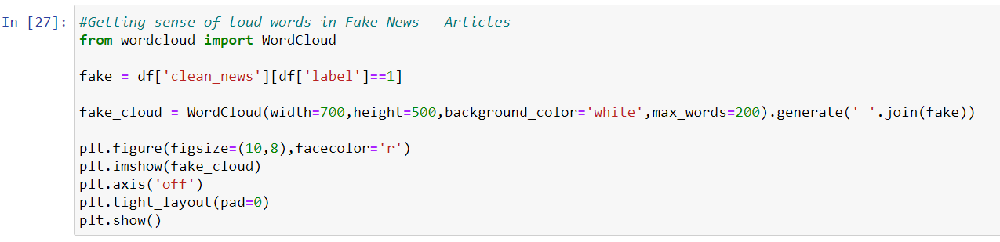 In [27]: #Getting sense of loud words in Fake News - Articles
from wordcloud import WordCloud
fake = df['clean_news'][df['label']==1]
fake_cloud = WordCloud(width=700,height=500,background_color='white',max_words=200).generate(' '.join(fake))
plt.figure(figsize=(10,8),facecolor='r')
plt.imshow(fake_cloud)
plt.axis('off')
plt.tight_layout(pad=0)
plt.show()